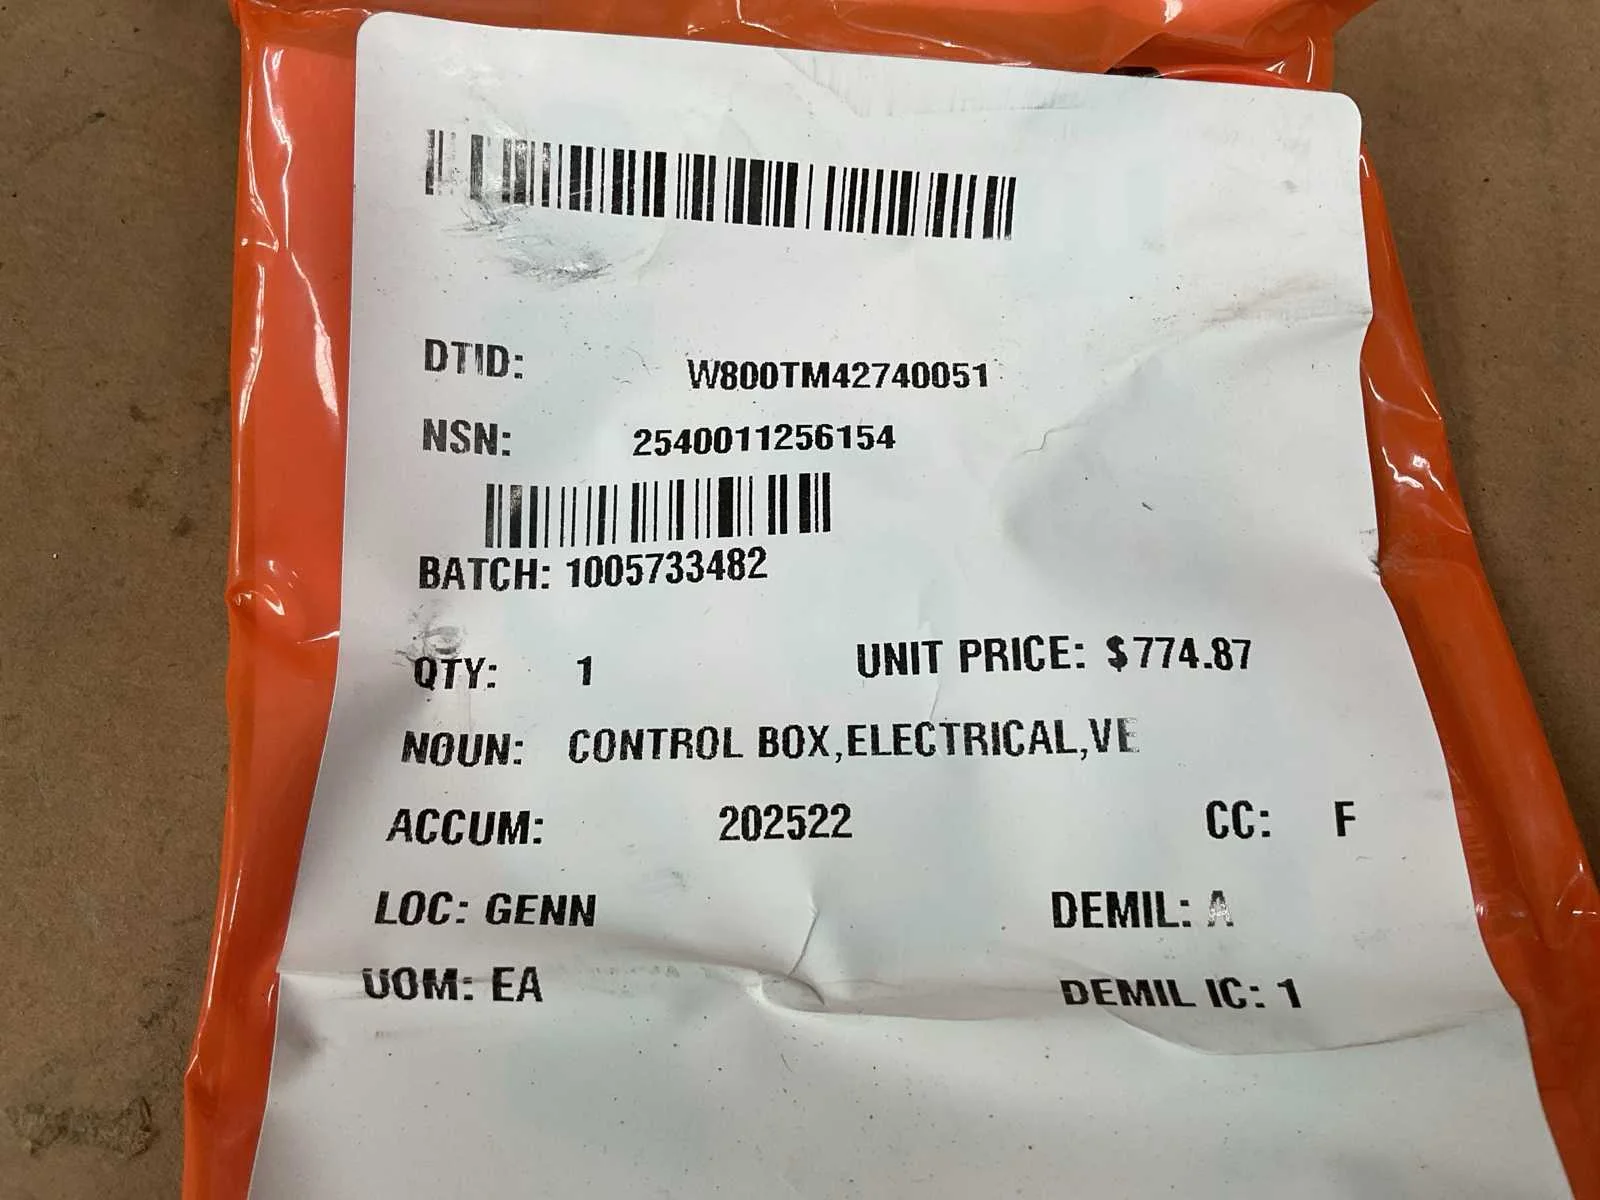 DTID: W800TM42740051
NSN: 2540011256154
BATCH: 1005733482
QTY: 1 UNIT PRICE: $774.87
NOUN: CONTROL BOX,ELECTRICAL,VE
ACCUM: 202522 CC: F
LOC: GENN DEMIL: A
UOM: EA DEMIL IC: 1